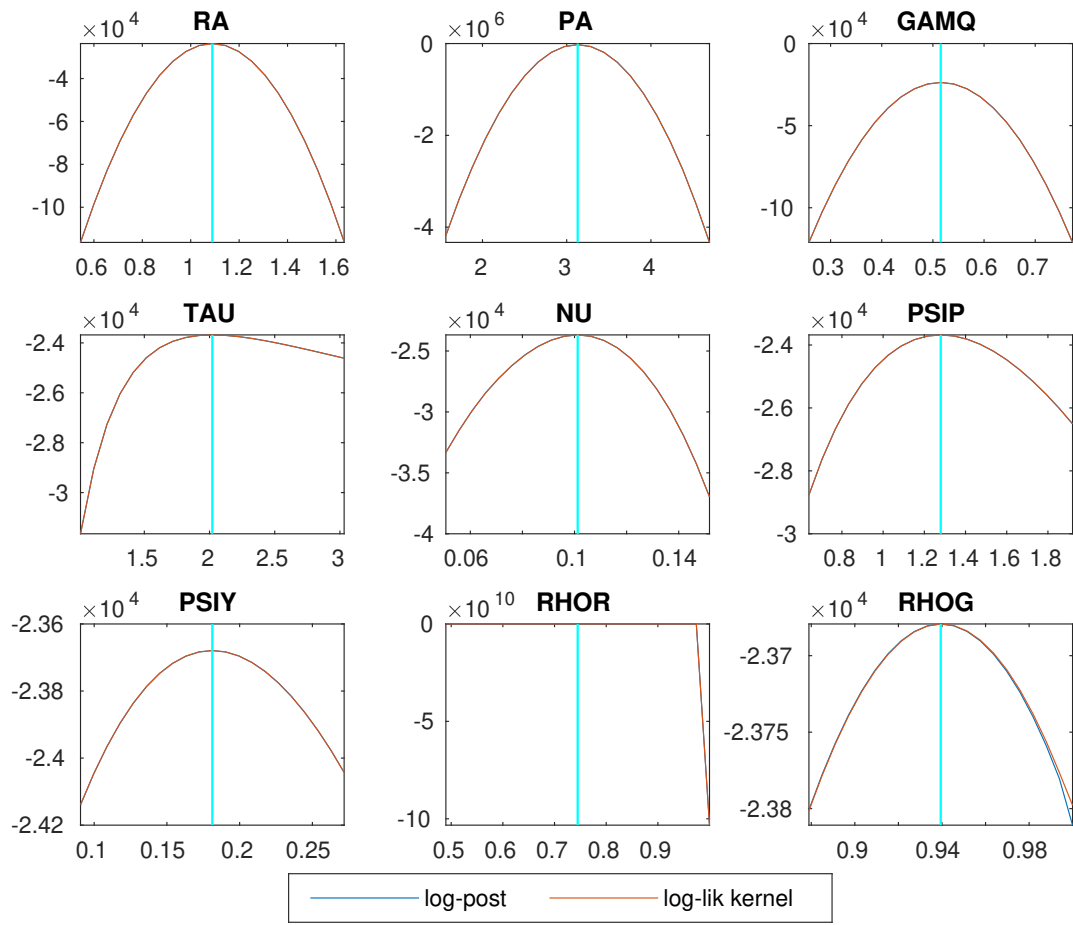 RA
×10^4
-4
-6
-8
-10
0.6 0.8 1 1.2 1.4 1.6
PA
×10^6
0
-2
-4
2 3 4
GAMQ
×10^4
0
-5
-10
0.3 0.4 0.5 0.6 0.7
TAU
×10^4
-2.4
-2.6
-2.8
-3
1.5 2 2.5 3
NU
×10^4
-2.5
-3
-3.5
-4
0.06 0.1 0.14
PSIP
×10^4
-2.4
-2.6
-2.8
-3
0.8 1 1.2 1.4 1.6 1.8
PSIY
×10^4
-2.36
-2.38
-2.4
-2.42
0.1 0.15 0.2 0.25
RHOR
×10^10
0
-5
-10
0.5 0.6 0.7 0.8 0.9
RHOG
×10^4
-2.37
-2.375
-2.38
0.9 0.94 0.98
log-post log-lik kernel